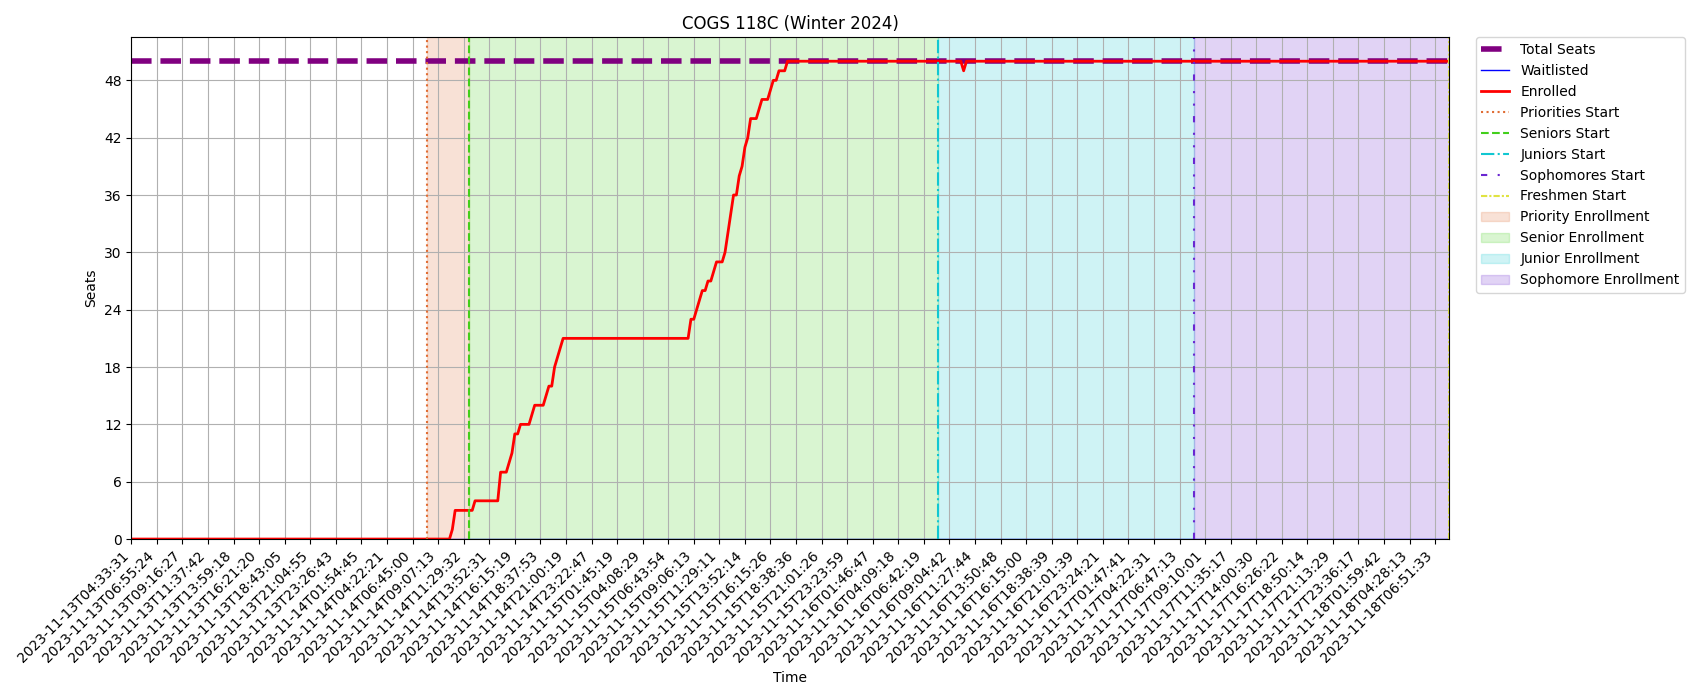 COGS 118C (Winter 2024)
Seats
48
42
36
30
24
18
12
6
0
2023-11-13T04:33:31
2023-11-13T06:55:24
2023-11-13T09:16:27
2023-11-13T11:37:42
2023-11-13T13:59:18
2023-11-13T16:21:20
2023-11-13T18:43:05
2023-11-13T21:04:55
2023-11-13T23:26:43
2023-11-14T01:54:45
2023-11-14T04:22:21
2023-11-14T06:45:00
2023-11-14T09:07:13
2023-11-14T11:29:32
2023-11-14T13:52:31
2023-11-14T16:15:19
2023-11-14T18:37:53
2023-11-14T21:00:19
2023-11-14T23:22:47
2023-11-15T01:45:19
2023-11-15T04:08:29
2023-11-15T06:43:54
2023-11-15T09:06:13
2023-11-15T11:29:11
2023-11-15T13:52:14
2023-11-15T16:15:26
2023-11-15T18:38:36
2023-11-15T21:01:26
2023-11-15T23:23:59
2023-11-16T01:46:47
2023-11-16T04:09:18
2023-11-16T06:42:19
2023-11-16T09:04:42
2023-11-16T11:27:44
2023-11-16T13:50:48
2023-11-16T16:15:00
2023-11-16T18:38:39
2023-11-16T21:01:39
2023-11-16T23:24:21
2023-11-17T01:47:41
2023-11-17T04:22:31
2023-11-17T06:47:13
2023-11-17T09:10:01
2023-11-17T11:35:17
2023-11-17T14:00:30
2023-11-17T16:26:22
2023-11-17T18:50:14
2023-11-17T21:13:29
2023-11-17T23:36:17
2023-11-18T01:59:42
2023-11-18T04:28:13
2023-11-18T06:51:33
Time
Total Seats
Waitlisted
Enrolled
Priorities Start
Seniors Start
Juniors Start
Sophomores Start
Freshmen Start
Priority Enrollment
Senior Enrollment
Junior Enrollment
Sophomore Enrollment